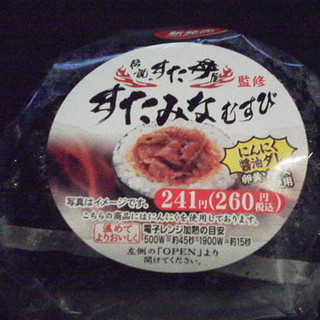 伝説のすた丼屋 監修
すたみなむすび
にんにく
醤油ダレ
写真はイメージです。
241円(260円税込)
こちらの商品にはにんにくを使用しております。
温めて
よりおいしく
電子レンジ加熱の目安
500W=約45秒 1900W=約15秒
左側の「OPEN」より
開けてください。